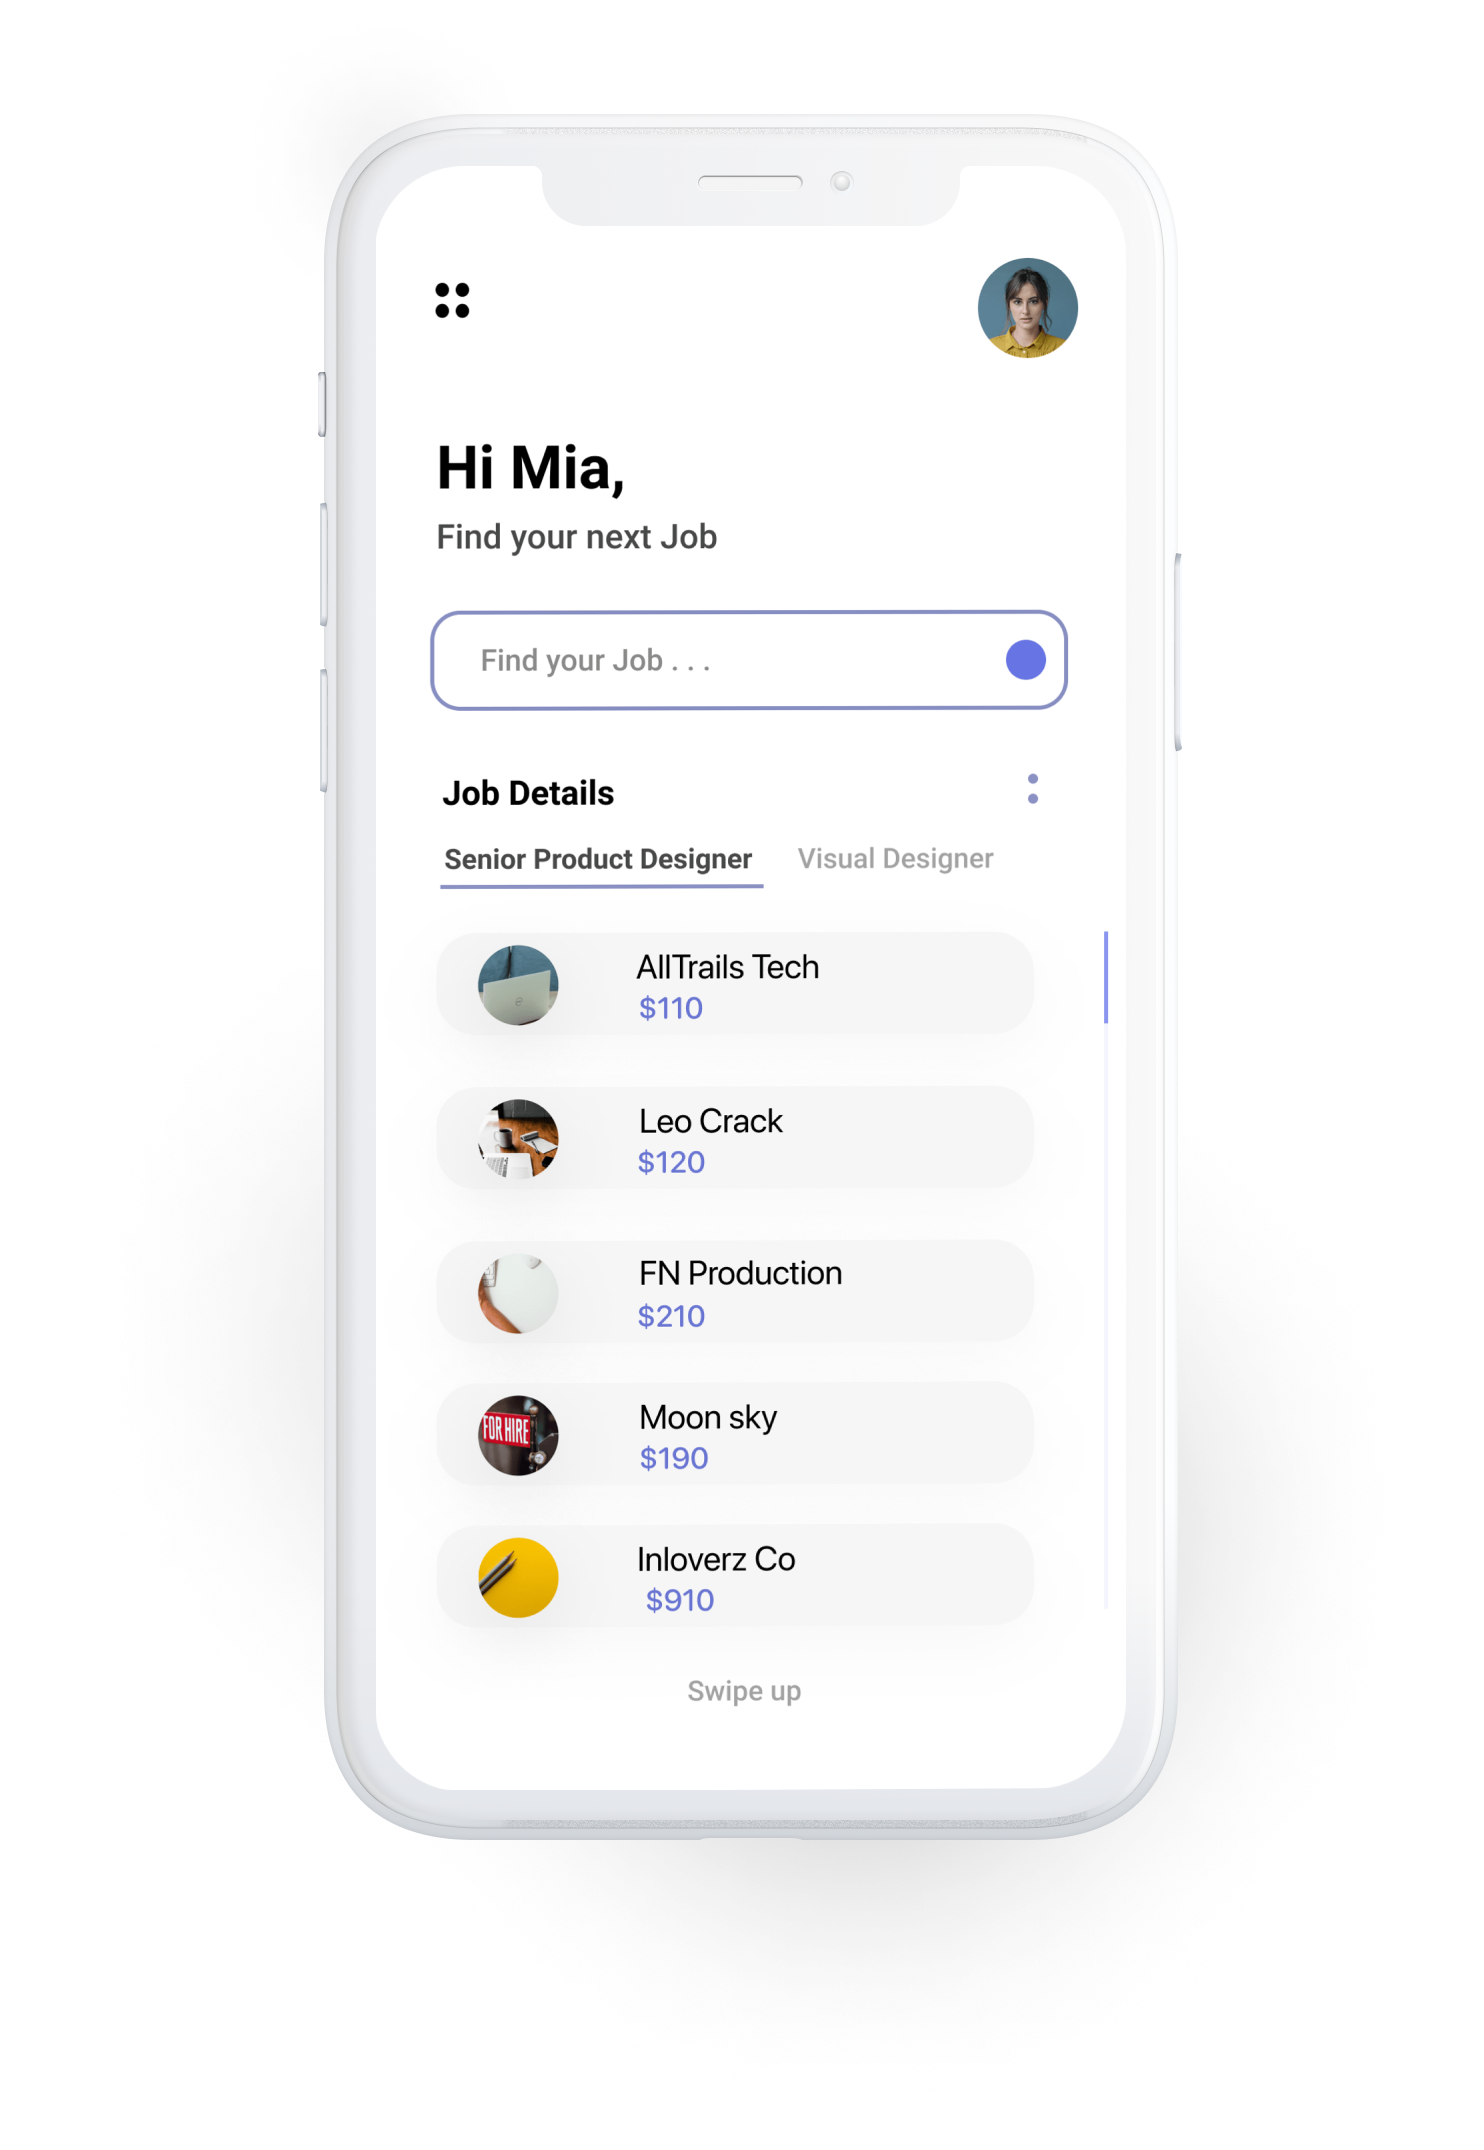 Hi Mia,
Find your next Job
Find your Job . . .
Job Details
Senior Product Designer
Visual Designer
AllTrails Tech
$110
Leo Crack
$120
FN Production
$210
FOR HIRE
Moon sky
$190
Inloverz Co
$910
Swipe up